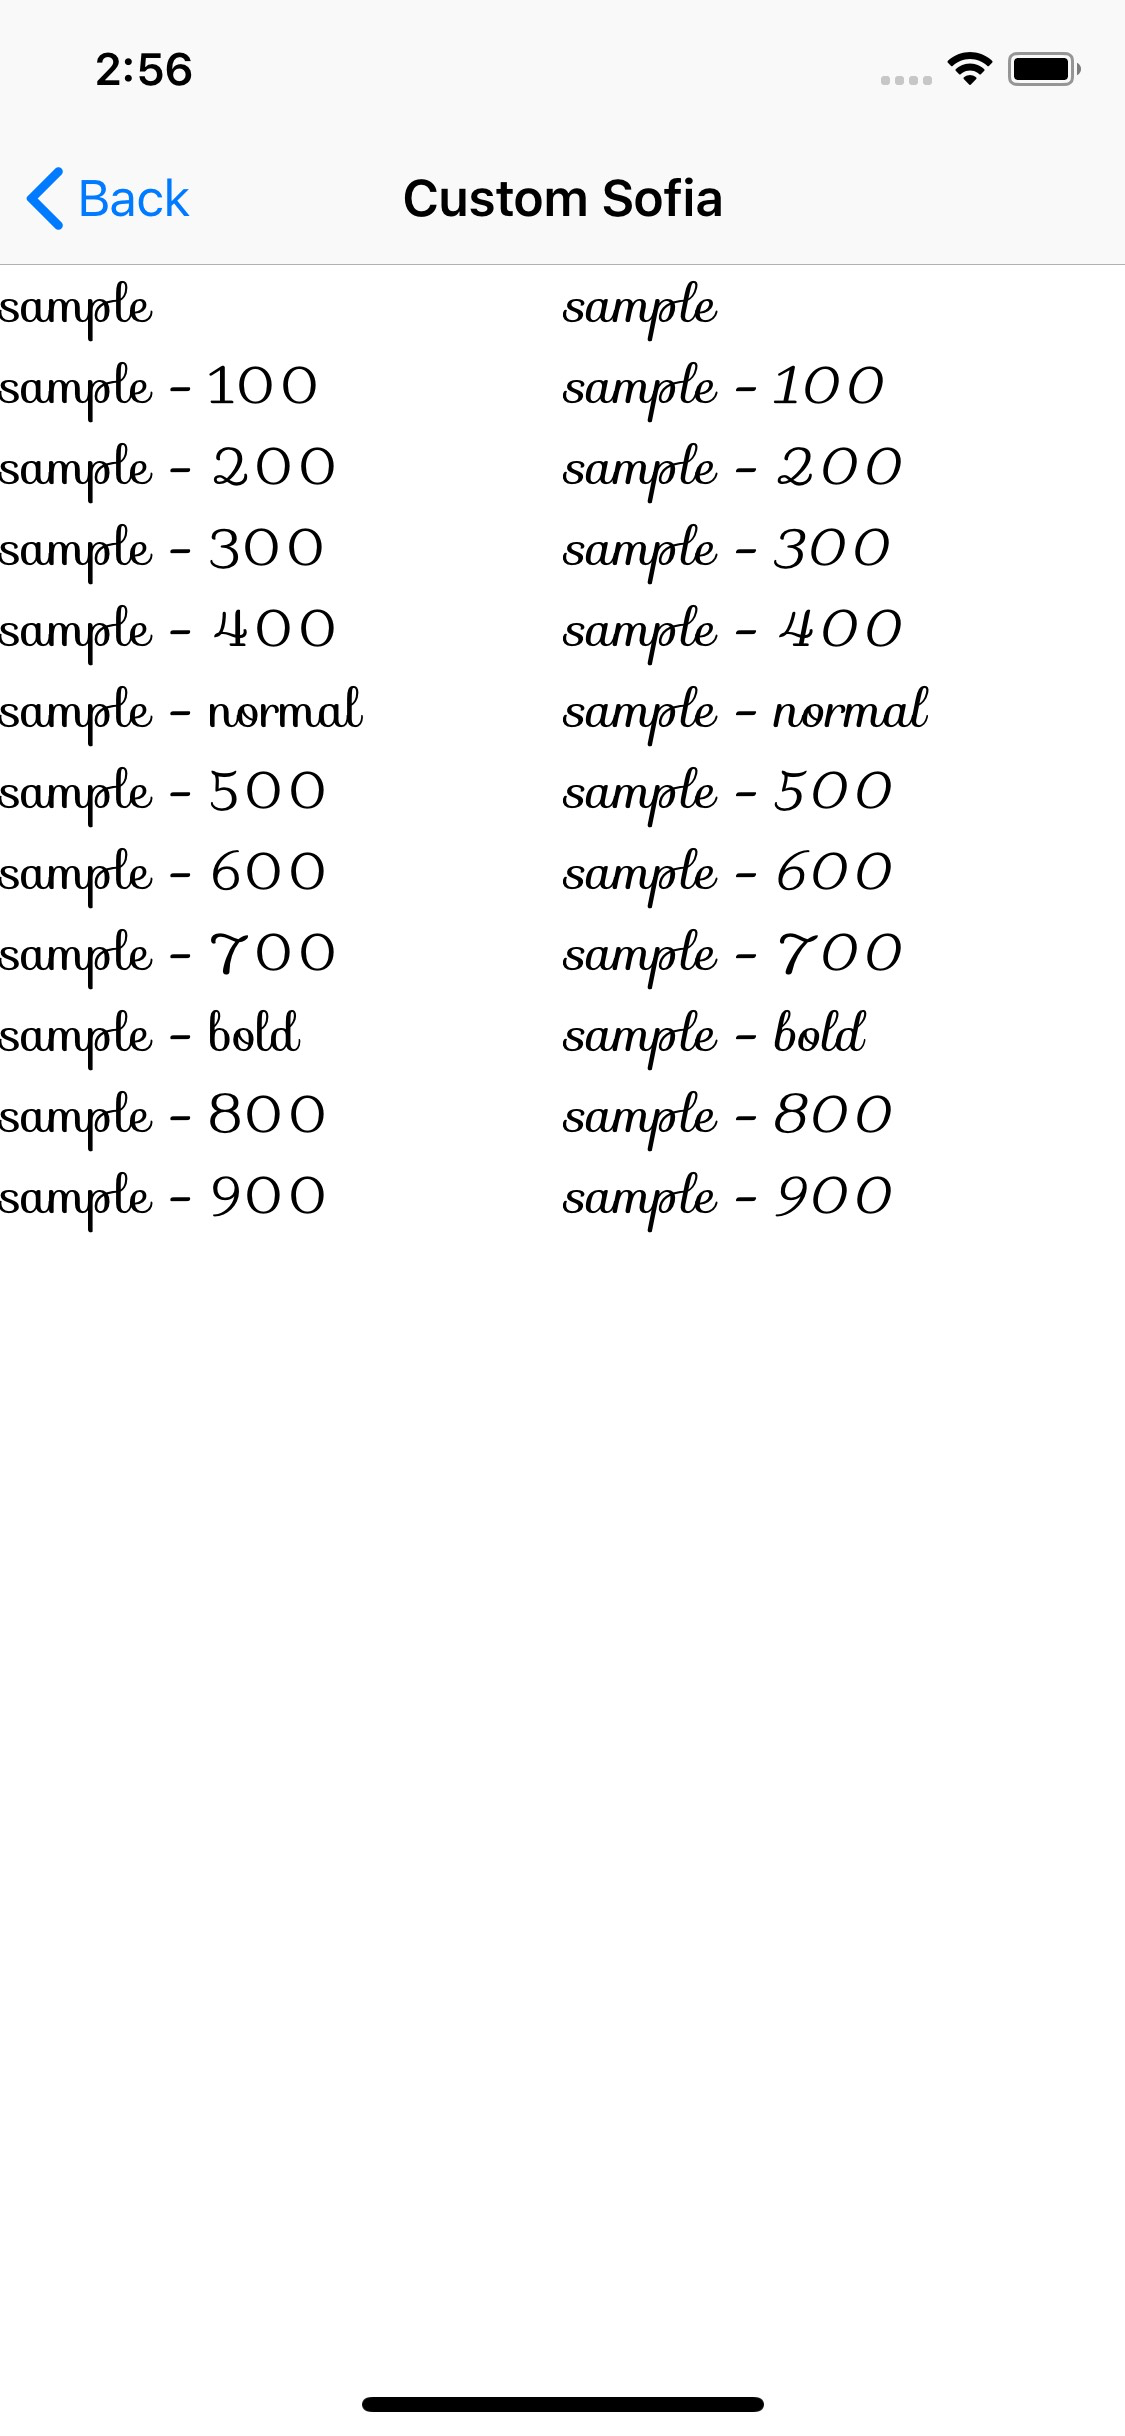 2:56
Back Custom Sofia
sample sample
sample - 100 sample - 100
sample - 200 sample - 200
sample - 300 sample - 300
sample - 400 sample - 400
sample - normal sample - normal
sample - 500 sample - 500
sample - 600 sample - 600
sample - 700 sample - 700
sample - bold sample - bold
sample - 800 sample - 800
sample - 900 sample - 900